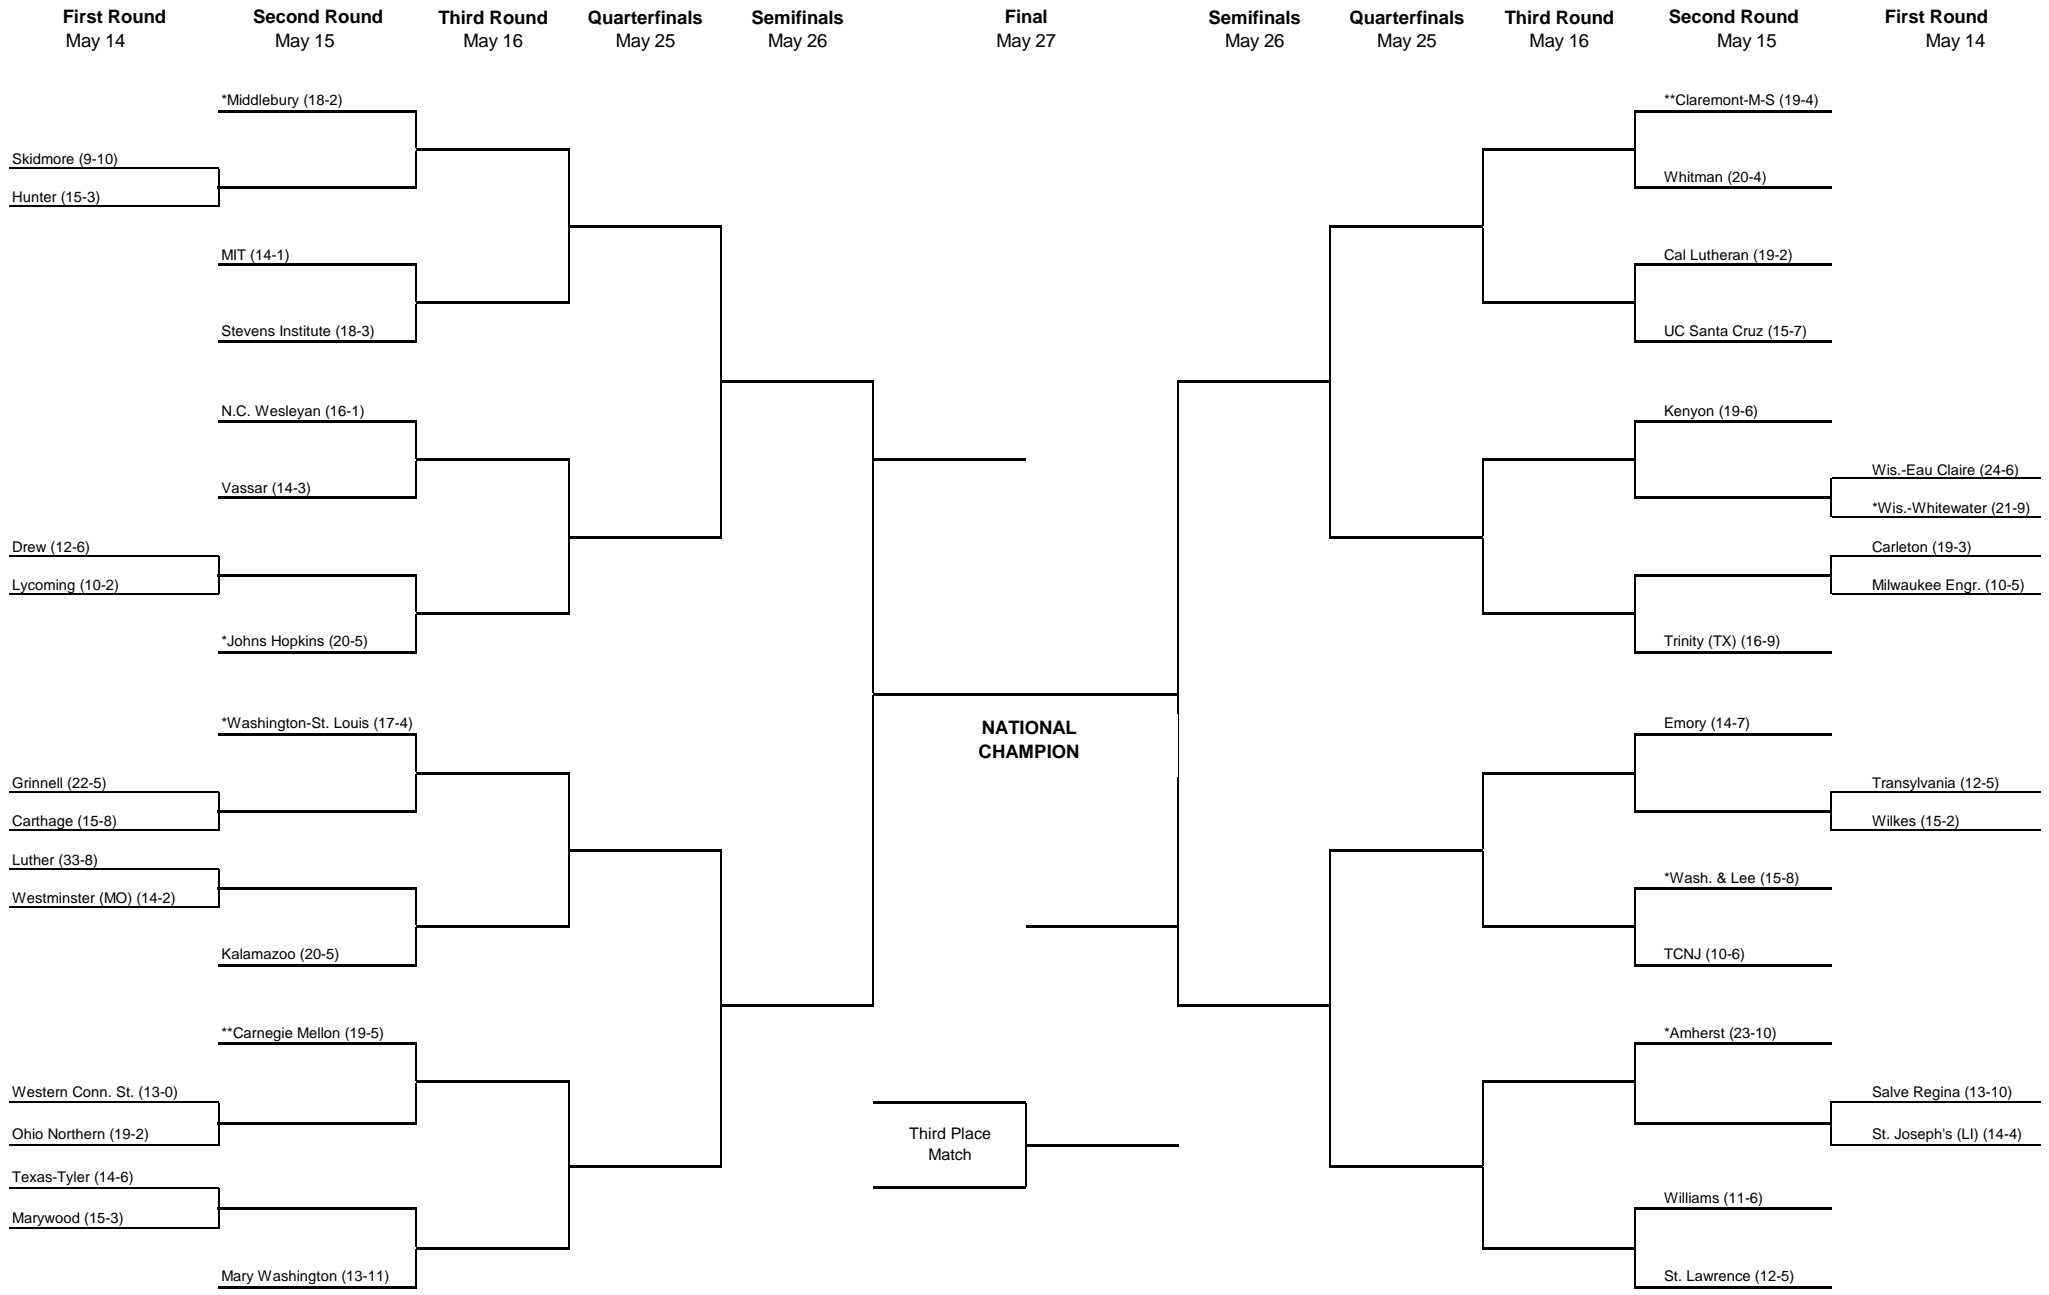 First Round Second Round Third Round Quarterfinals Semifinals Final Semifinals Quarterfinals Third Round Second Round First Round
May 14 May 15 May 16 May 25 May 26 May 27 May 26 May 25 May 16 May 15 May 14
*Middlebury (18-2)
Skidmore (9-10)
Hunter (15-3)
MIT (14-1)
Stevens Institute (18-3)
N.C. Wesleyan (16-1)
Vassar (14-3)
Drew (12-6)
Lycoming (10-2)
*Johns Hopkins (20-5)
*Washington-St. Louis (17-4)
Grinnell (22-5)
Carthage (15-8)
Luther (33-8)
Westminster (MO) (14-2)
Kalamazoo (20-5)
**Carnegie Mellon (19-5)
Western Conn. St. (13-0)
Ohio Northern (19-2)
Texas-Tyler (14-6)
Marywood (15-3)
Mary Washington (13-11)
NATIONAL
CHAMPION
Third Place
Match
**Claremont-M-S (19-4)
Whitman (20-4)
Cal Lutheran (19-2)
UC Santa Cruz (15-7)
Kenyon (19-6)
Wis.-Eau Claire (24-6)
*Wis.-Whitewater (21-9)
Carleton (19-3)
Milwaukee Engr. (10-5)
Trinity (TX) (16-9)
Emory (14-7)
Transylvania (12-5)
Wilkes (15-2)
*Wash. & Lee (15-8)
TCNJ (10-6)
*Amherst (23-10)
Salve Regina (13-10)
St. Joseph's (LI) (14-4)
Williams (11-6)
St. Lawrence (12-5)